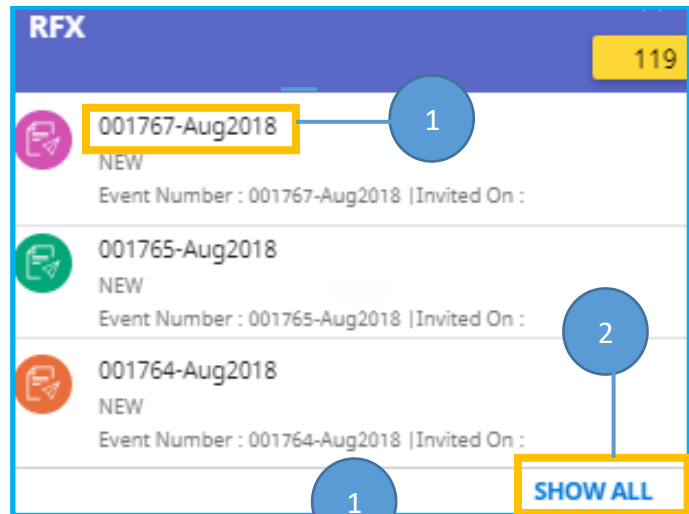 RFX
119
001767-Aug2018
1
NEW
Event Number : 001767-Aug2018 |Invited On :
001765-Aug2018
NEW
Event Number : 001765-Aug2018 |Invited On :
2
001764-Aug2018
NEW
Event Number : 001764-Aug2018 |Invited On :
1
SHOW ALL